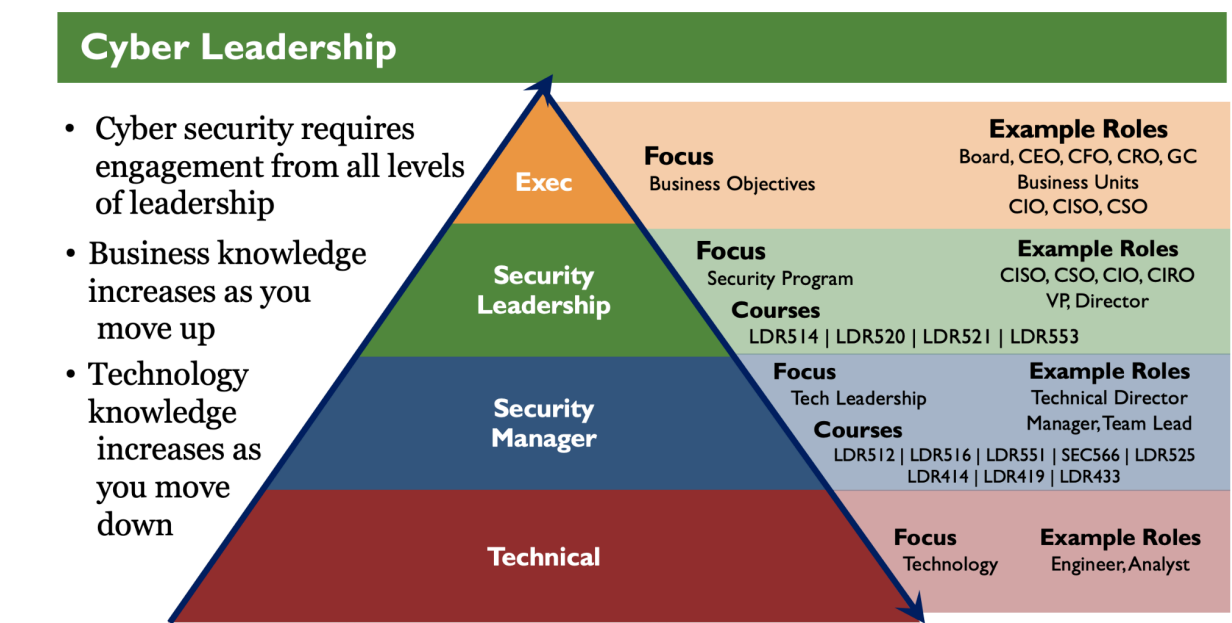 Cyber Leadership
• Cyber security requires
engagement from all levels
of leadership
• Business knowledge
increases as you
move up
• Technology
knowledge
increases as
you move
down
Exec
Focus
Business Objectives
Example Roles
Board, CEO, CFO, CRO, GC
Business Units
CIO, CISO, CSO
Security
Leadership
Focus
Security Program
Courses
LDR514 | LDR520 | LDR521 | LDR553
Example Roles
CISO, CSO, CIO, CIRO
VP, Director
Security
Manager
Focus
Tech Leadership
Courses
LDR512 | LDR516 | LDR551 | SEC566 | LDR525
LDR414 | LDR419 | LDR433
Example Roles
Technical Director
Manager, Team Lead
Technical
Focus
Technology
Example Roles
Engineer, Analyst